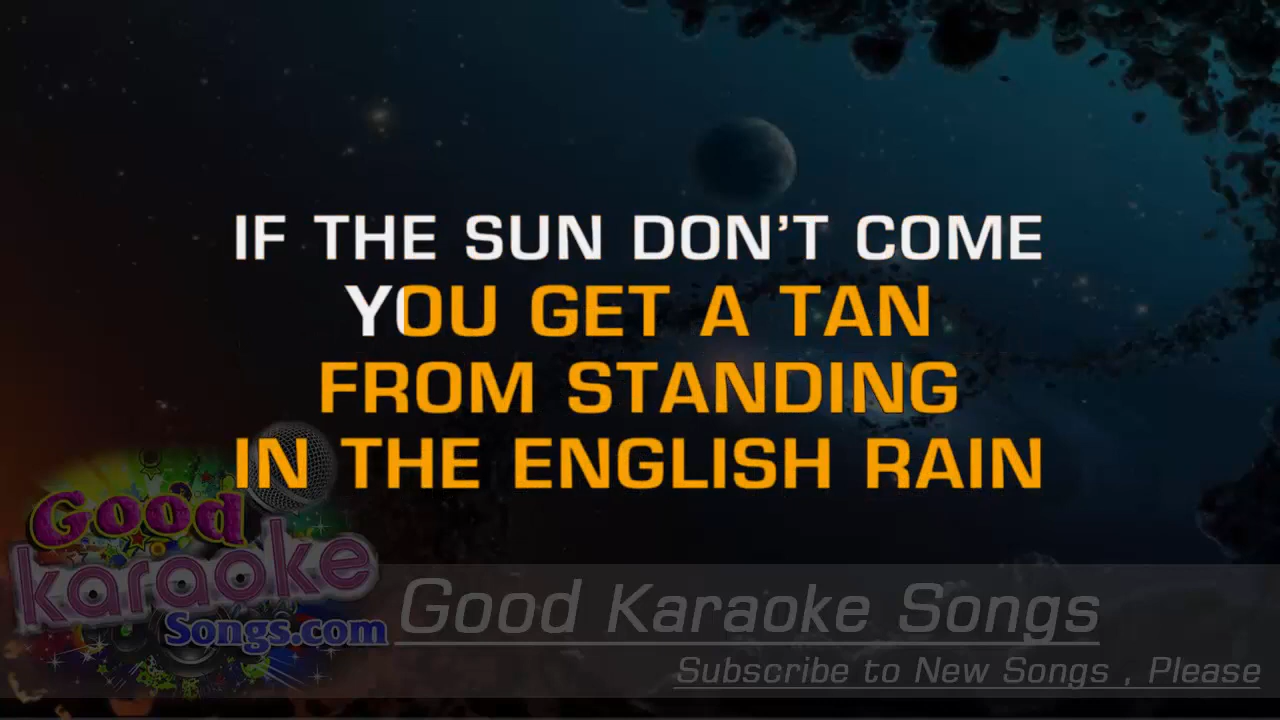 IF THE SUN DON'T COME
YOU GET A TAN
FROM STANDING
IN THE ENGLISH RAIN
Good
karaoke
Songs.com
Good Karaoke Songs
Subscribe to New Songs , Please